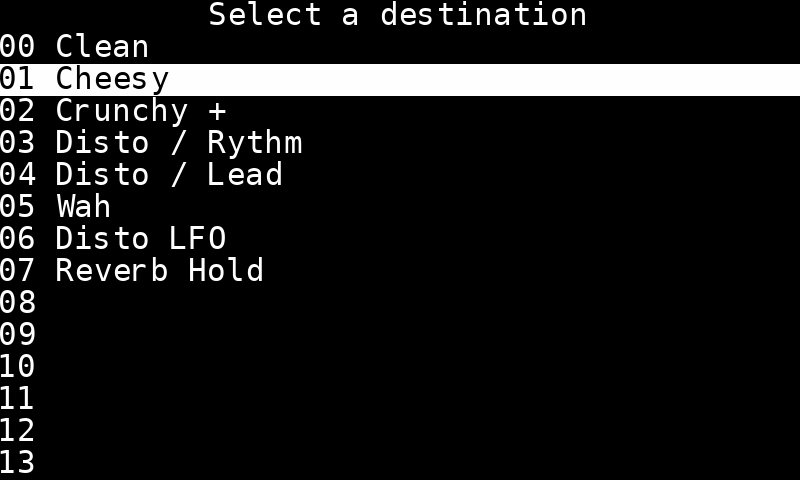 Select a destination
00 Clean
01 Cheesy
02 Crunchy +
03 Disto / Rythm
04 Disto / Lead
05 Wah
06 Disto LFO
07 Reverb Hold
08
09
10
11
12
13